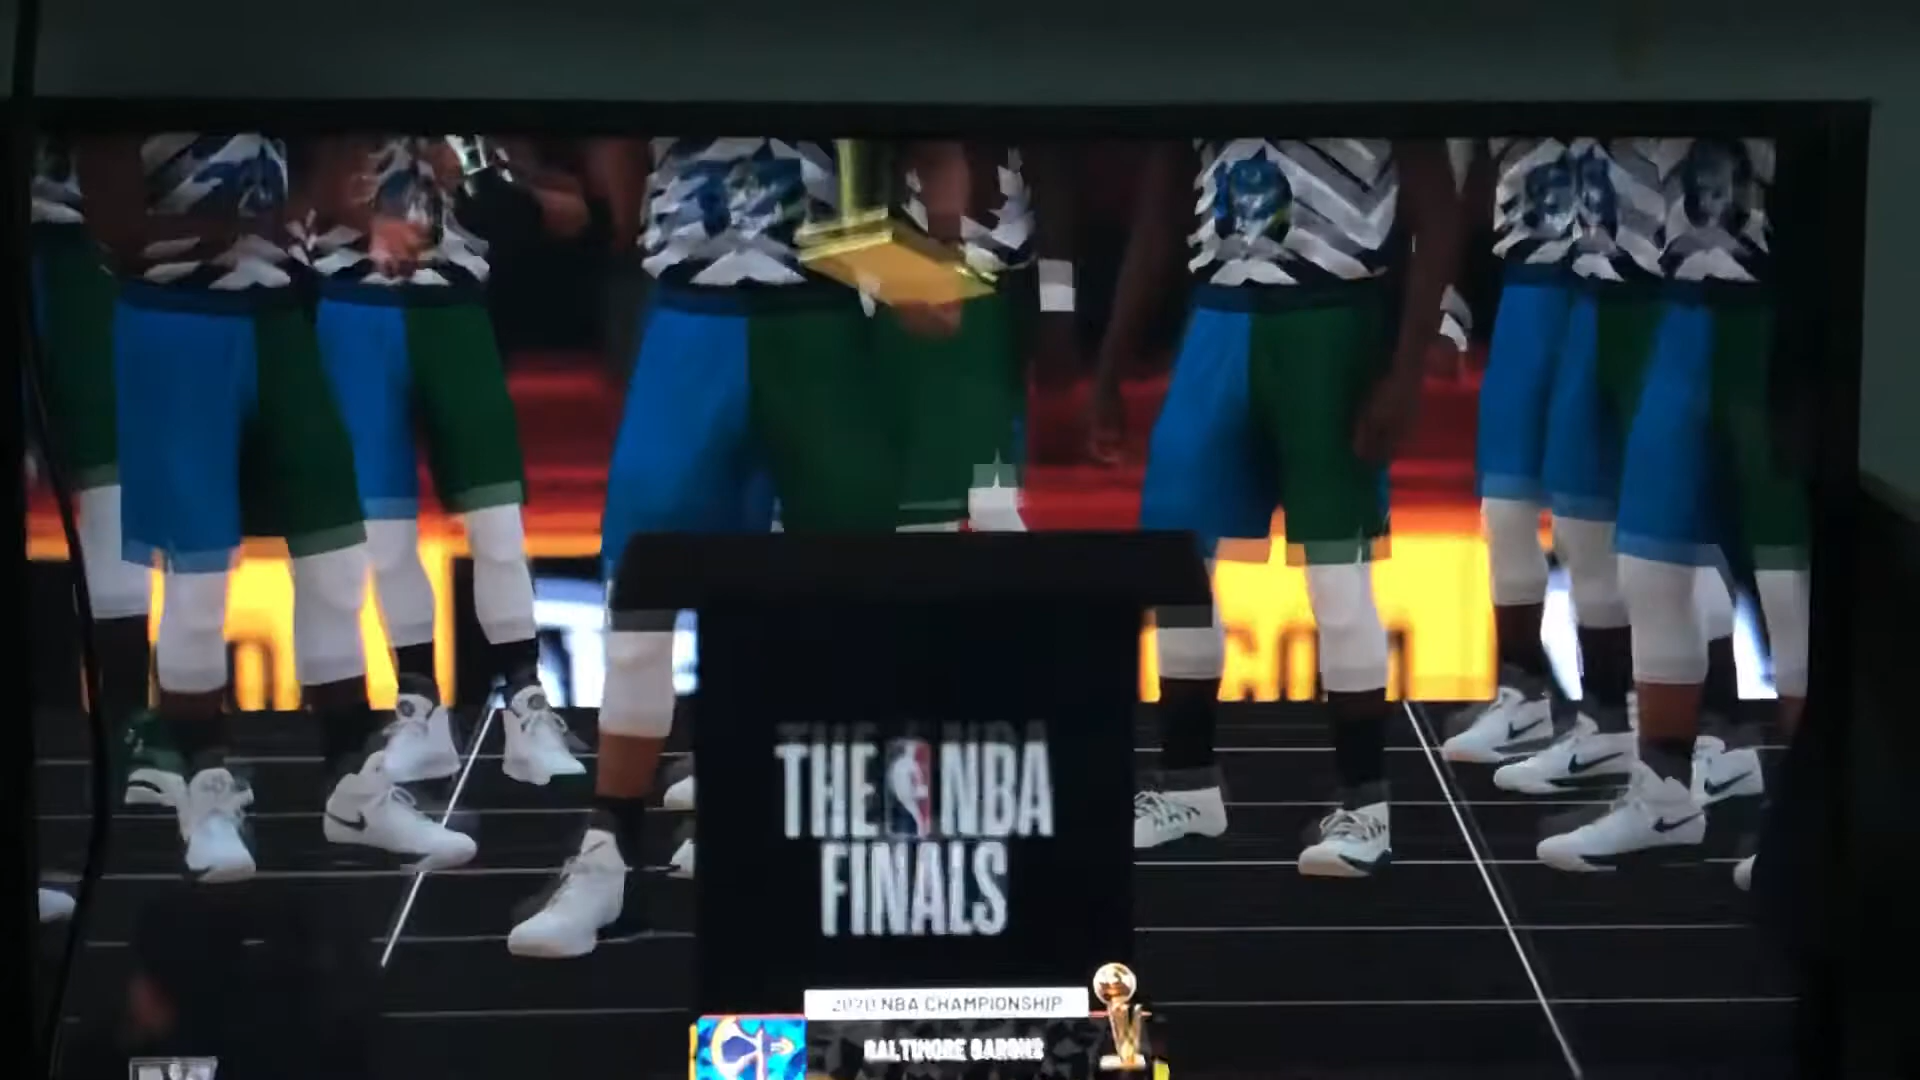 THE NBA
FINALS
2020 NBA CHAMPIONSHIP
BALTIMORE BARONS